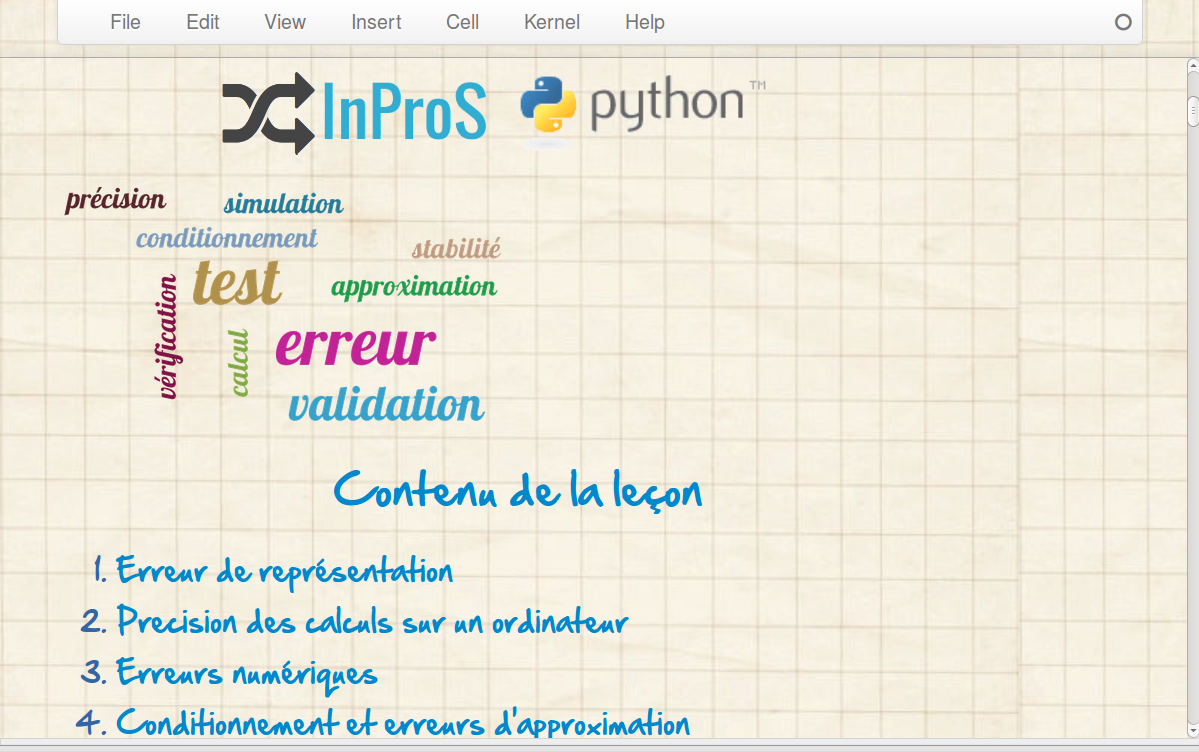 File Edit View Insert Cell Kernel Help
InProS python™
précision simulation
conditionnement
stabilité
test
approximation
vérification
calcul
erreur
validation
Contenu de la leçon
1. Erreur de représentation
2. Precision des calculs sur un ordinateur
3. Erreurs numériques
4. Conditionnement et erreurs d'approximation